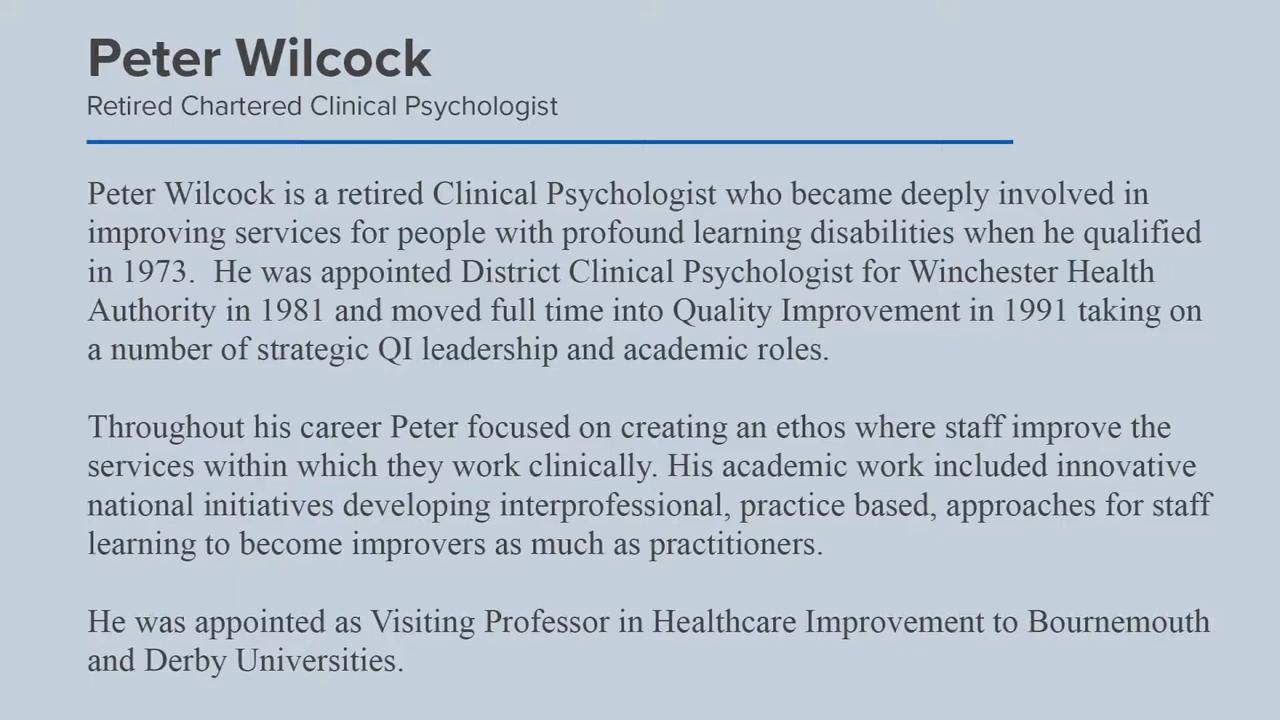 Peter Wilcock
Retired Chartered Clinical Psychologist
Peter Wilcock is a retired Clinical Psychologist who became deeply involved in
improving services for people with profound learning disabilities when he qualified
in 1973.  He was appointed District Clinical Psychologist for Winchester Health
Authority in 1981 and moved full time into Quality Improvement in 1991 taking on
a number of strategic QI leadership and academic roles.
Throughout his career Peter focused on creating an ethos where staff improve the
services within which they work clinically. His academic work included innovative
national initiatives developing interprofessional, practice based, approaches for staff
learning to become improvers as much as practitioners.
He was appointed as Visiting Professor in Healthcare Improvement to Bournemouth
and Derby Universities.